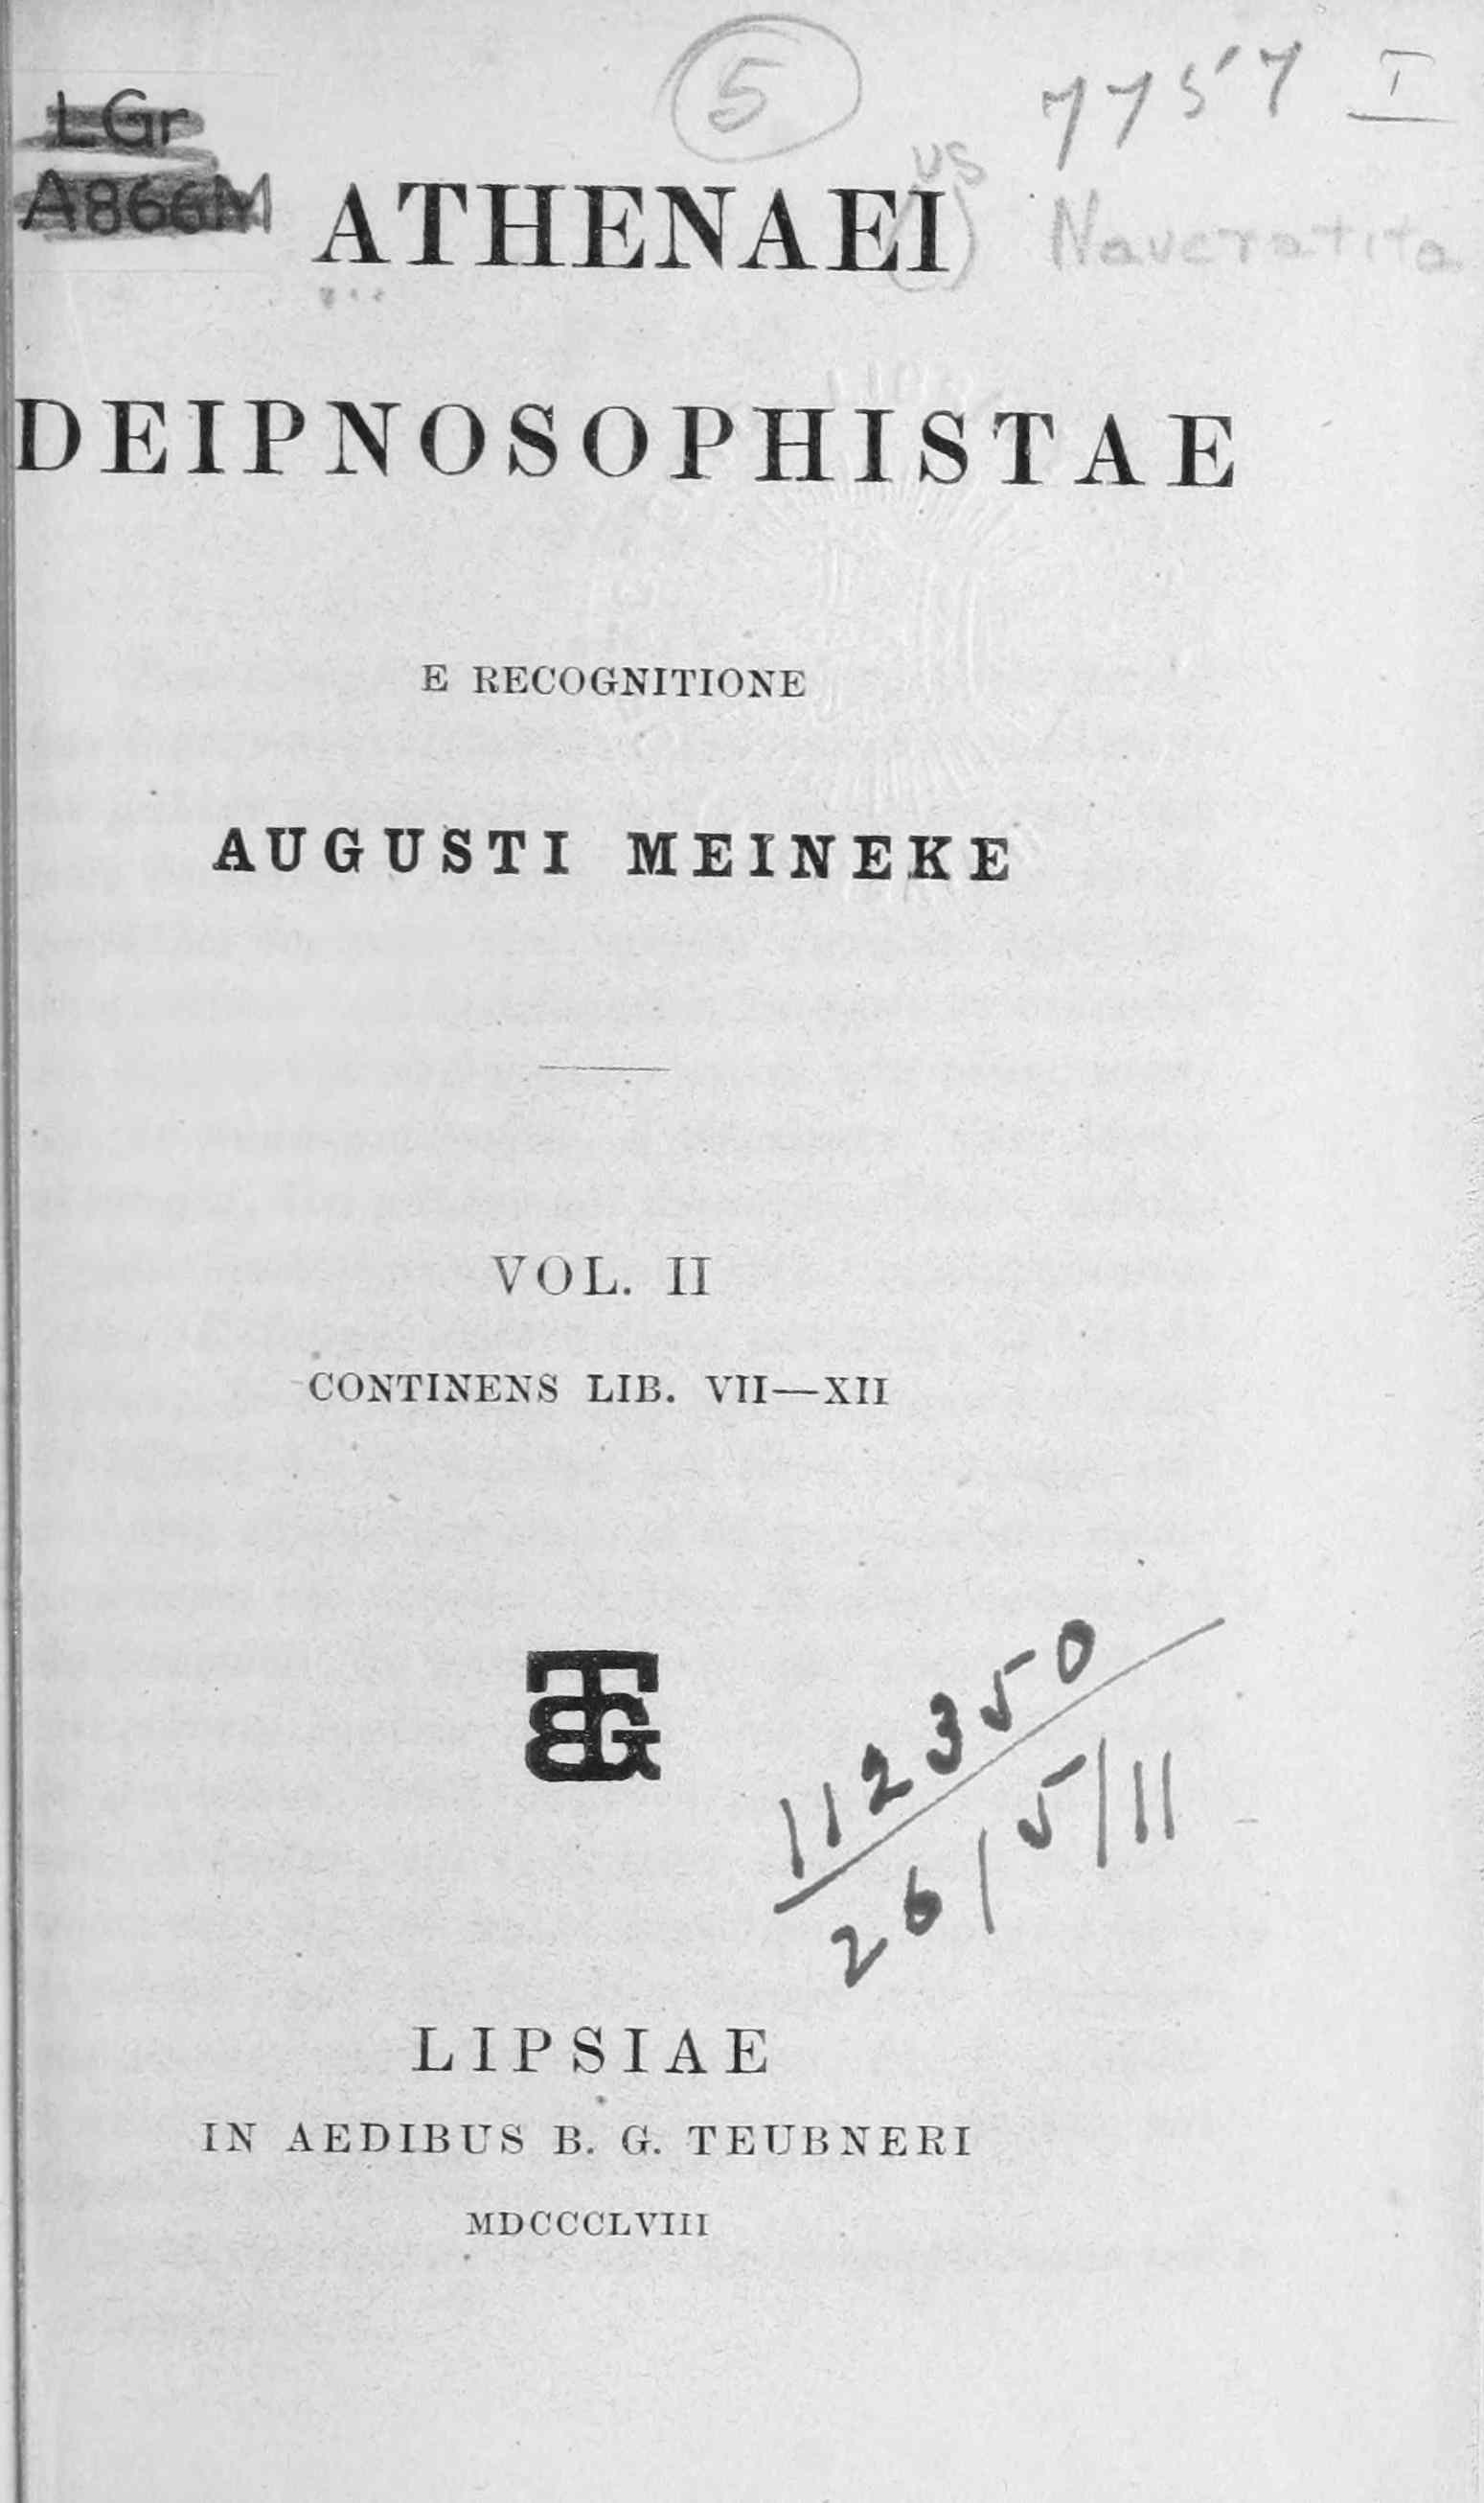 5
7757 I
LGr
A866M
us
ATHENAEI
Naucratita
DEIPNOSOPHISTAE
E RECOGNITIONE
AUGUSTI MEINEKE
VOL. II
CONTINENS LIB. VII—XII
TBG
112350
26/5/11
LIPSIAE
IN AEDIBUS B. G. TEUBNERI
MDCCCLVIII